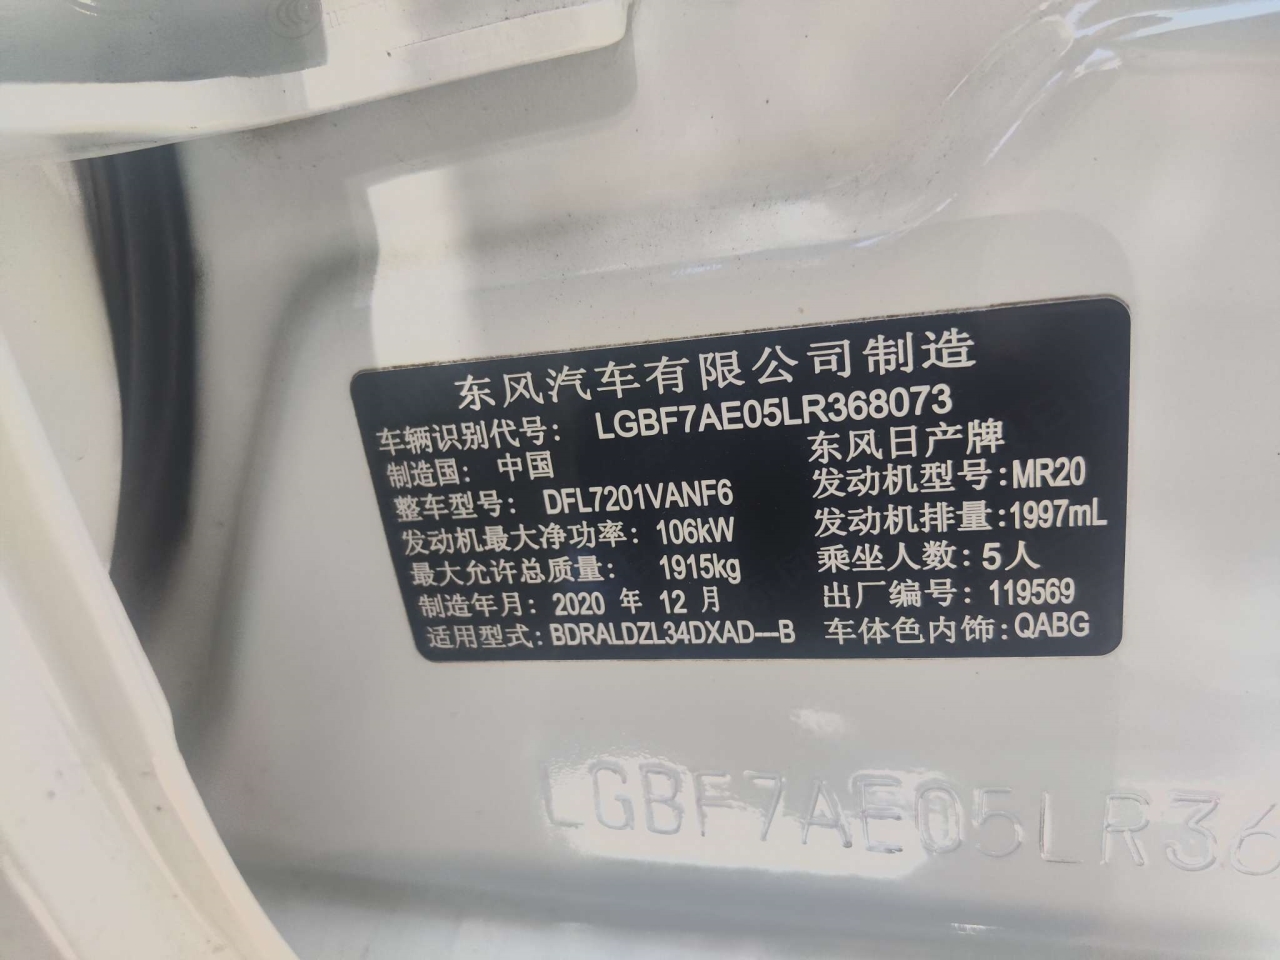 东风汽车有限公司制造
车辆识别代号: LGBF7AE05LR368073
制造国: 中国 东风日产牌
整车型号: DFL7201VANF6 发动机型号:MR20
发动机最大净功率: 106kW 发动机排量:1997mL
最大允许总质量: 1915kg 乘坐人数:5人
制造年月: 2020 年 12 月 出厂编号: 119569
适用型式: BDRALDZL34DXAD---B 车体色内饰:QABG
LGBF7AE05LR36